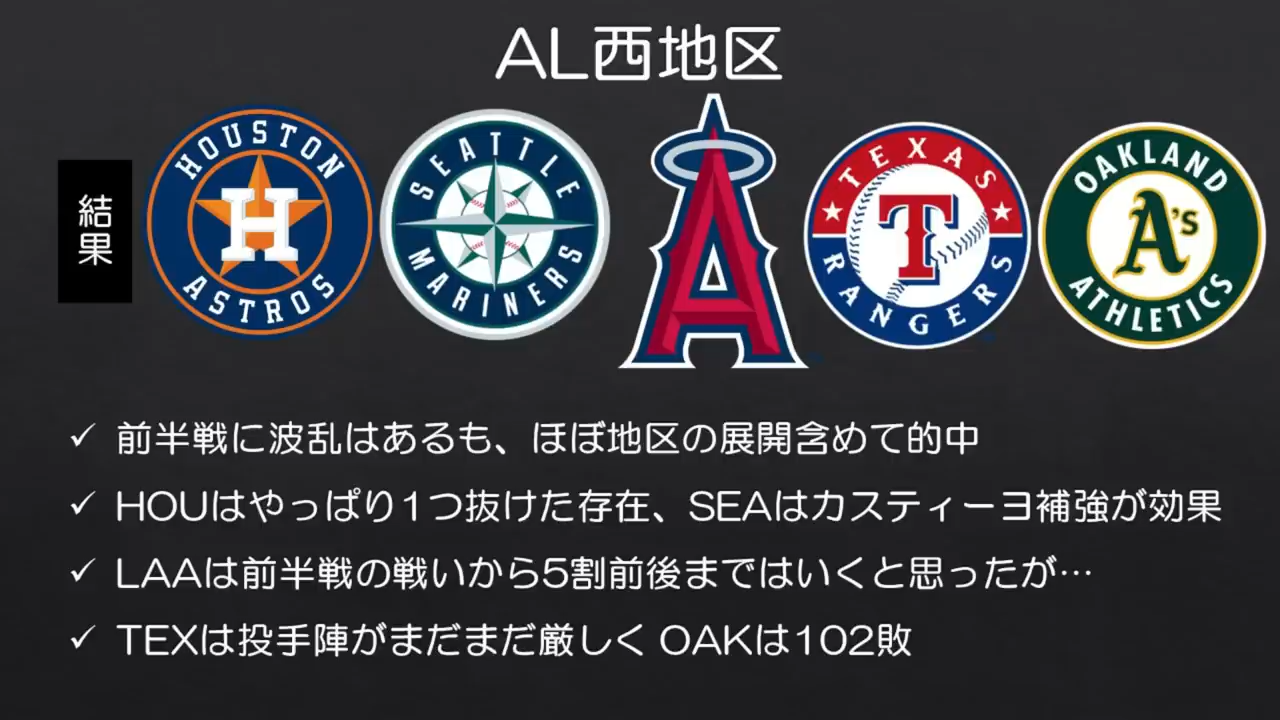 AL西地区
結果
HOUSTON
ASTROS
H
SEATTLE
MARINERS
A
TEXAS
RANGERS
T
OAKLAND
ATHLETICS
A's
✓ 前半戦に波乱はあるも、ほぼ地区の展開含めて的中
✓ HOUはやっぱり1つ抜けた存在、SEAはカスティーヨ補強が効果
✓ LAAは前半戦の戦いから5割前後まではいくと思ったが…
✓ TEXは投手陣がまだまだ厳しく OAKは102敗